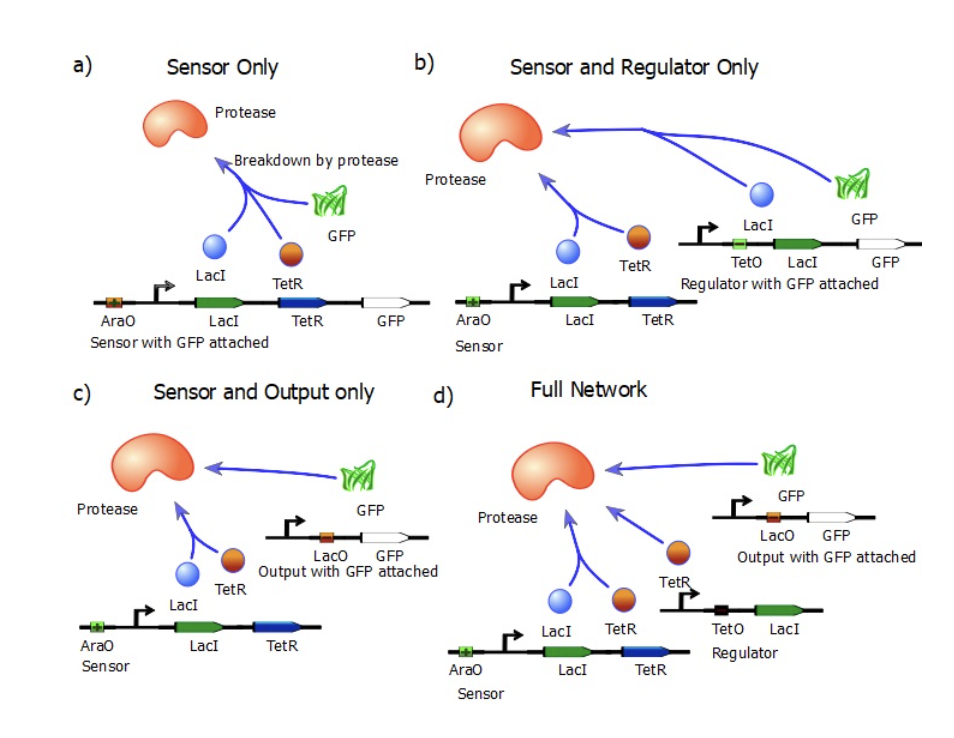 a)
Sensor Only
Protease
Breakdown by protease
GFP
LacI
TetR
AraO
LacI
TetR
GFP
Sensor with GFP attached
b)
Sensor and Regulator Only
Protease
LacI
GFP
LacI
TetR
TetO
LacI
GFP
Regulator with GFP attached
AraO
LacI
TetR
Sensor
c)
Sensor and Output only
Protease
GFP
LacO
GFP
Output with GFP attached
LacI
TetR
AraO
LacI
TetR
Sensor
d)
Full Network
Protease
GFP
LacO
GFP
Output with GFP attached
TetR
LacI
TetR
TetO
LacI
Regulator
AraO
LacI
TetR
Sensor